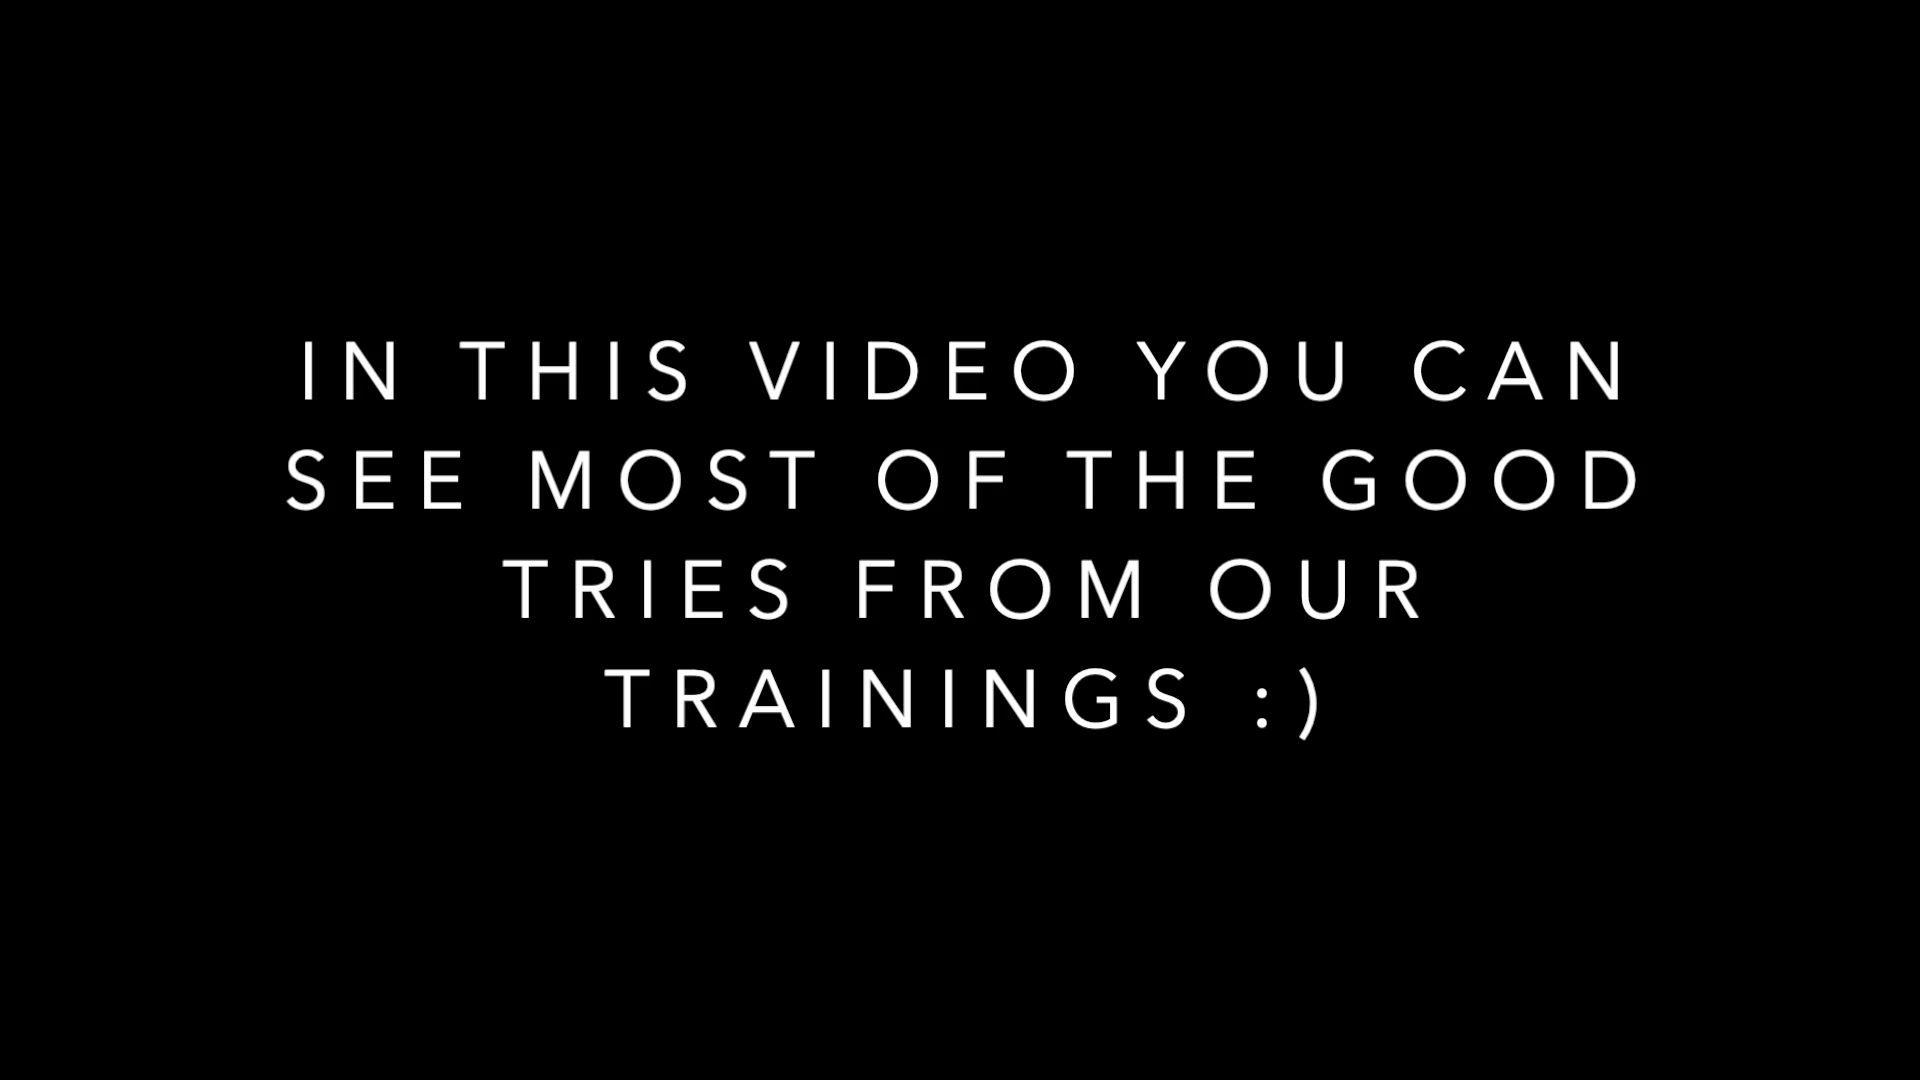 IN THIS VIDEO YOU CAN
SEE MOST OF THE GOOD
TRIES FROM OUR
TRAININGS :)